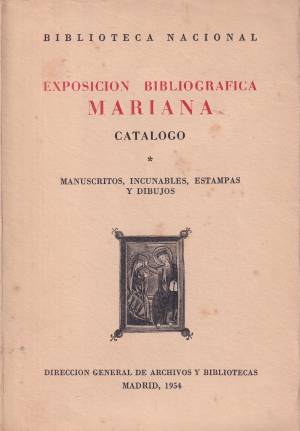 BIBLIOTECA NACIONAL
EXPOSICION BIBLIOGRAFICA
MARIANA
CATALOGO
*
MANUSCRITOS, INCUNABLES, ESTAMPAS
Y DIBUJOS
DIRECCION GENERAL DE ARCHIVOS Y BIBLIOTECAS
MADRID, 1954